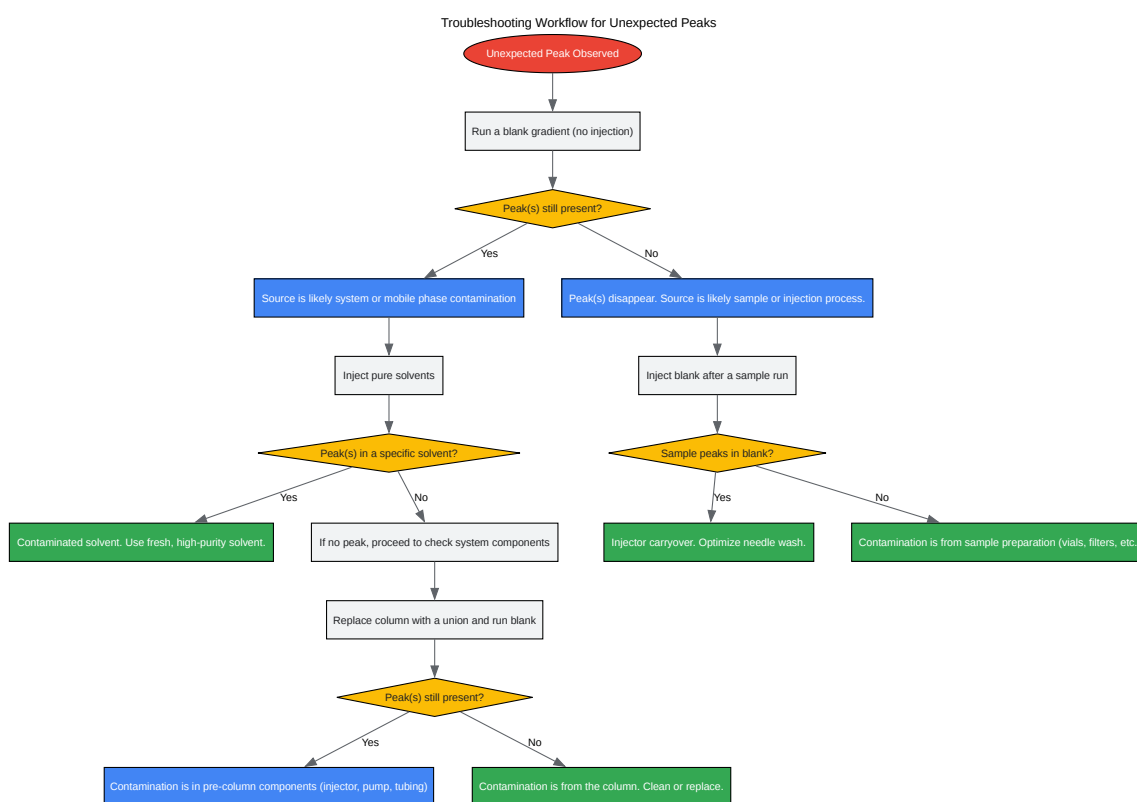 Troubleshooting Workflow for Unexpected Peaks
Unexpected Peak Observed
Run a blank gradient (no injection)
Peak(s) still present?
Yes
No
Source is likely system or mobile phase contamination
Peak(s) disappear. Source is likely sample or injection process.
Inject pure solvents
Inject blank after a sample run
Peak(s) in a specific solvent?
Sample peaks in blank?
Yes
No
Yes
No
Contaminated solvent. Use fresh, high-purity solvent.
If no peak, proceed to check system components
Injector carryover. Optimize needle wash.
Contamination is from sample preparation (vials, filters, etc.
Replace column with a union and run blank
Peak(s) still present?
Yes
No
Contamination is in pre-column components (injector, pump, tubing)
Contamination is from the column. Clean or replace.